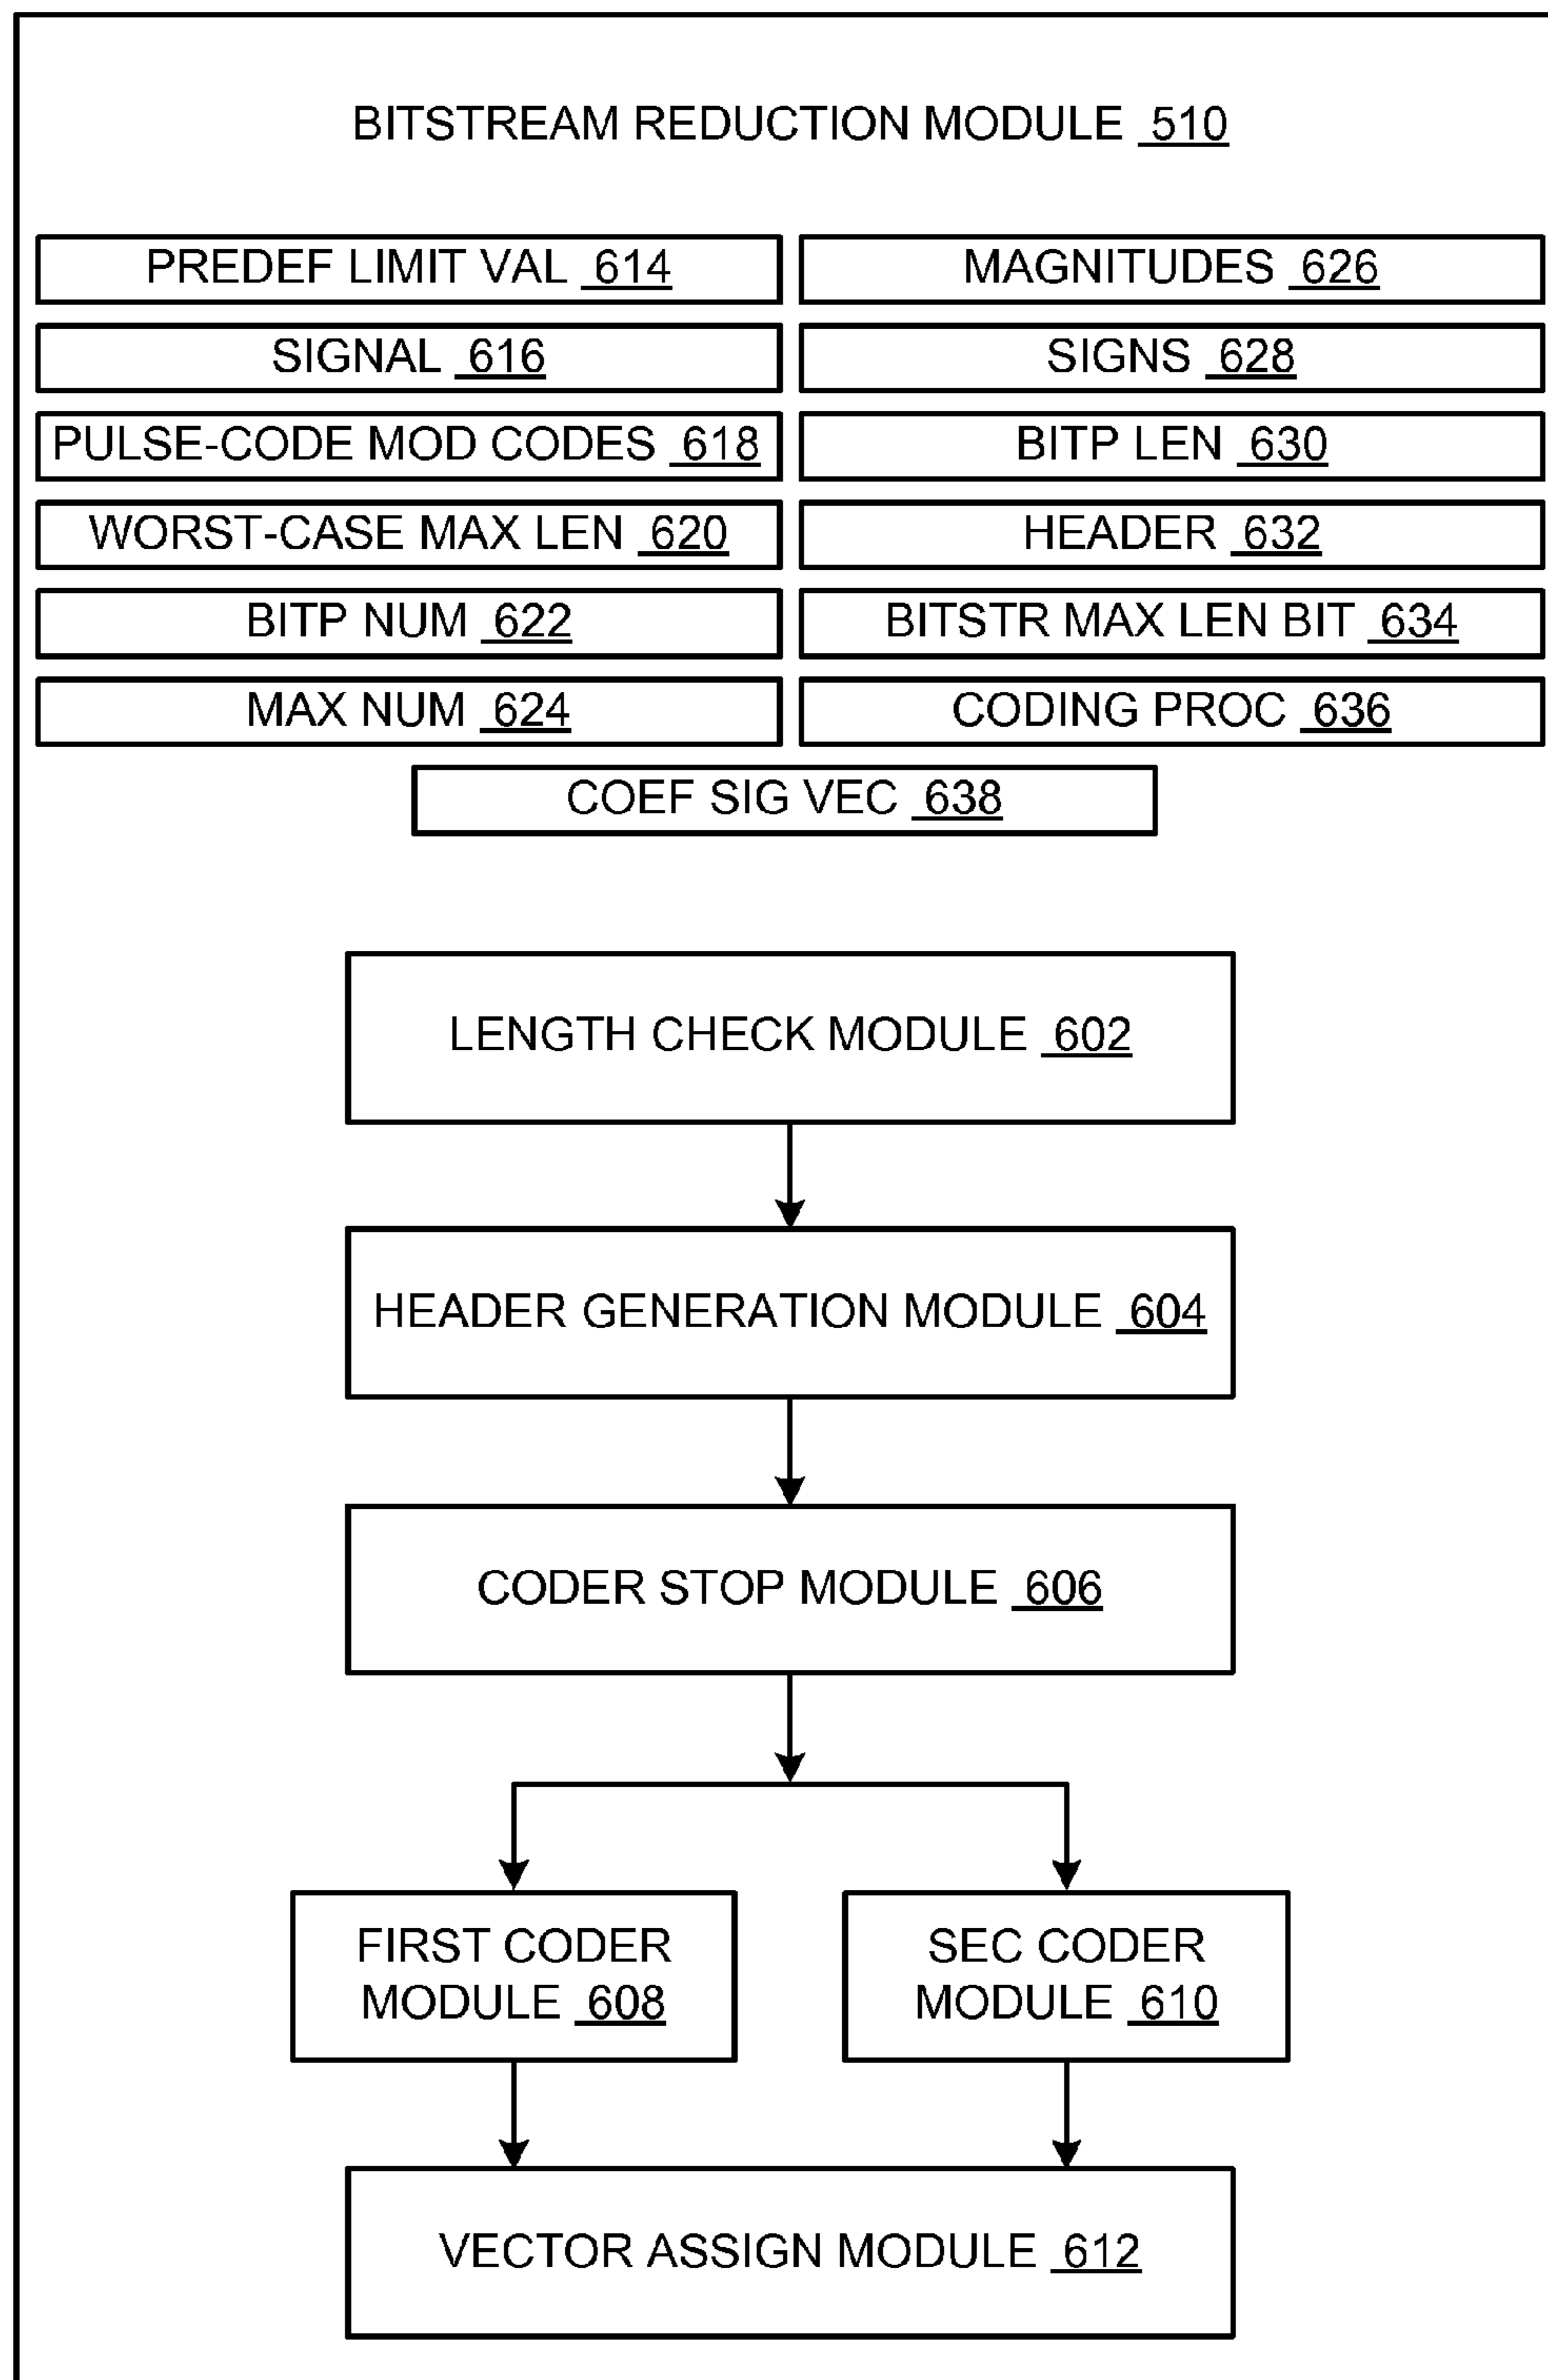 BITSTREAM REDUCTION MODULE 510
PREDEF LIMIT VAL 614
MAGNITUDES 626
SIGNAL 616
SIGNS 628
PULSE-CODE MOD CODES 618
BITP LEN 630
WORST-CASE MAX LEN 620
HEADER 632
BITP NUM 622
BITSTR MAX LEN BIT 634
MAX NUM 624
CODING PROC 636
COEF SIG VEC 638
LENGTH CHECK MODULE 602
HEADER GENERATION MODULE 604
CODER STOP MODULE 606
FIRST CODER
MODULE 608
SEC CODER
MODULE 610
VECTOR ASSIGN MODULE 612